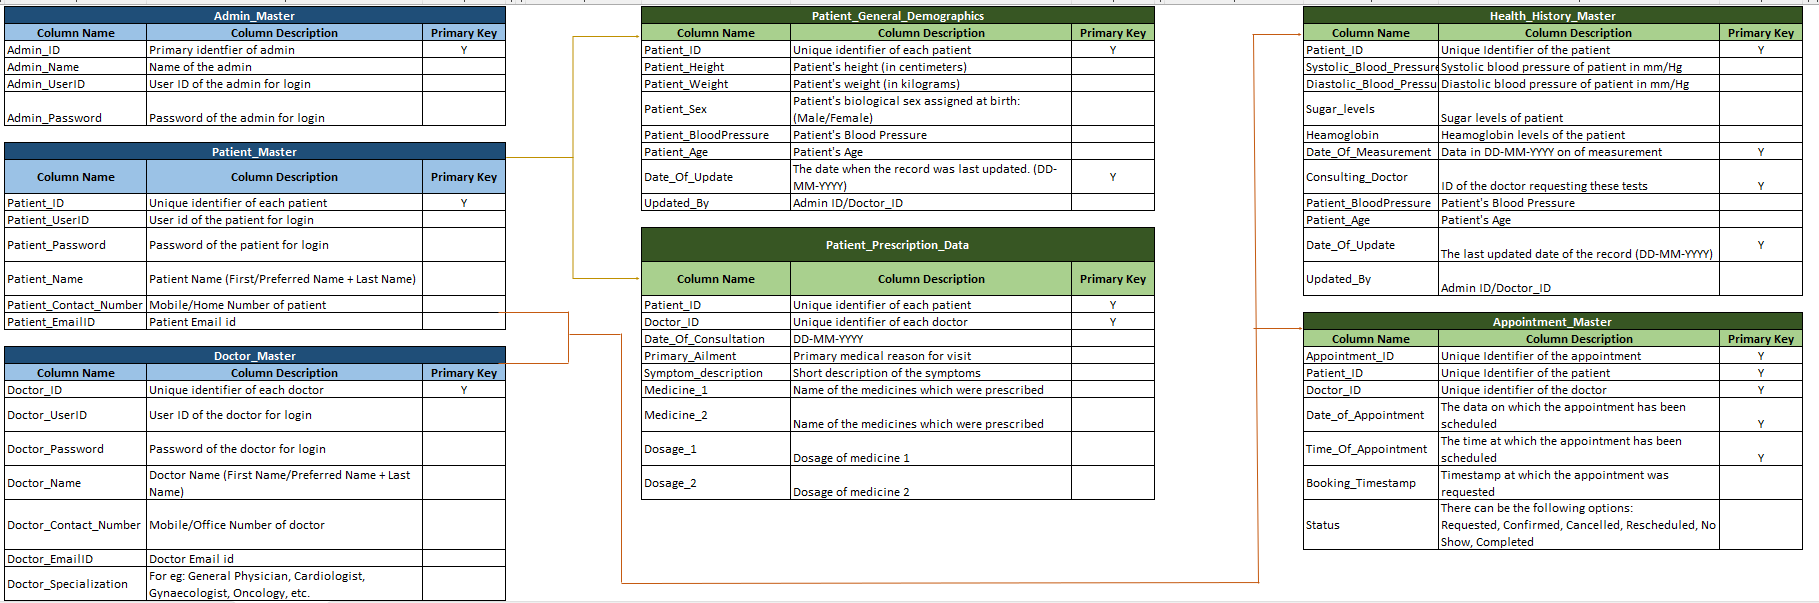 Admin_Master
Column Name Column Description Primary Key
Admin_ID Primary identfier of admin Y
Admin_Name Name of the admin
Admin_UserID User ID of the admin for login
Admin_Password Password of the admin for login
Patient_Master
Column Name Column Description Primary Key
Patient_ID Unique identifier of each patient Y
Patient_UserID User id of the patient for login
Patient_Password Password of the patient for login
Patient_Name Patient Name (First/Preferred Name + Last Name)
Patient_Contact_Number Mobile/Home Number of patient
Patient_EmailID Patient Email id
Doctor_Master
Column Name Column Description Primary Key
Doctor_ID Unique identifier of each doctor Y
Doctor_UserID User ID of the doctor for login
Doctor_Password Password of the doctor for login
Doctor_Name Doctor Name (First Name/Preferred Name + Last
Name)
Doctor_Contact_Number Mobile/Office Number of doctor
Doctor_EmailID Doctor Email id
Doctor_Specialization For eg: General Physician, Cardiologist,
Gynaecologist, Oncology, etc.
Patient_General_Demographics
Column Name Column Description Primary Key
Patient_ID Unique identifier of each patient Y
Patient_Height Patient's height (in centimeters)
Patient_Weight Patient's weight (in kilograms)
Patient_Sex Patient's biological sex assigned at birth:
(Male/Female)
Patient_BloodPressure Patient's Blood Pressure
Patient_Age Patient's Age
Date_Of_Update The date when the record was last updated. (DD-
MM-YYYY) Y
Updated_By Admin ID/Doctor_ID
Patient_Prescription_Data
Column Name Column Description Primary Key
Patient_ID Unique identifier of each patient Y
Doctor_ID Unique identifier of each doctor Y
Date_Of_Consultation DD-MM-YYYY
Primary_Ailment Primary medical reason for visit
Symptom_description Short description of the symptoms
Medicine_1 Name of the medicines which were prescribed
Medicine_2 Name of the medicines which were prescribed
Dosage_1 Dosage of medicine 1
Dosage_2 Dosage of medicine 2
Health_History_Master
Column Name Column Description Primary Key
Patient_ID Unique Identifier of the patient Y
Systolic_Blood_Pressure Systolic blood pressure of patient in mm/Hg
Diastolic_Blood_Pressu Diastolic blood pressure of patient in mm/Hg
Sugar_levels Sugar levels of patient
Heamoglobin Heamoglobin levels of the patient
Date_Of_Measurement Data in DD-MM-YYYY on of measurement Y
Consulting_Doctor ID of the doctor requesting these tests Y
Patient_BloodPressure Patient's Blood Pressure
Patient_Age Patient's Age
Date_Of_Update The last updated date of the record (DD-MM-YYYY) Y
Updated_By Admin ID/Doctor_ID
Appointment_Master
Column Name Column Description Primary Key
Appointment_ID Unique Identifier of the appointment Y
Patient_ID Unique Identifier of the patient Y
Doctor_ID Unique Identifier of the doctor Y
Date_of_Appointment The data on which the appointment has been
scheduled Y
Time_Of_Appointment The time at which the appointment has been
scheduled Y
Booking_Timestamp Timestamp at which the appointment was
requested
Status There can be the following options:
Requested, Confirmed, Cancelled, Rescheduled, No
Show, Completed